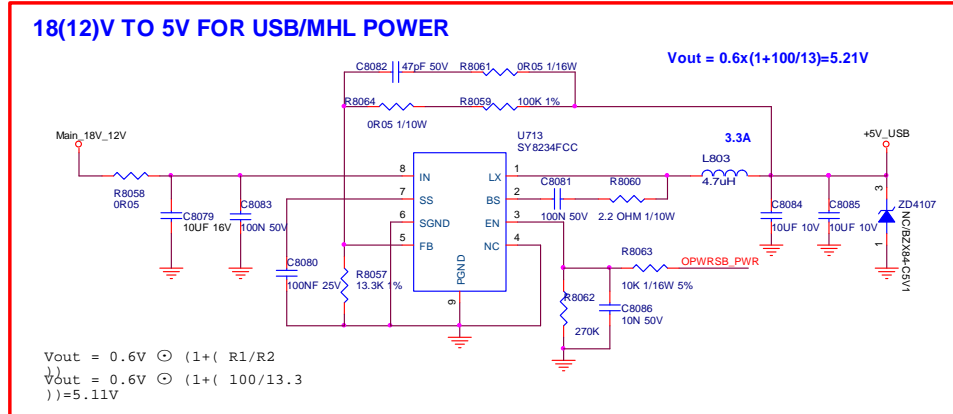 18(12)V TO 5V FOR USB/MHL POWER
Vout = 0.6x(1+100/13)=5.21V
C8082 47pF 50V R8061 0R05 1/16W
R8064 R8059 100K 1%
0R05 1/10W
Main_18V_12V
U713
SY8234FCC
3.3A
+5V_USB
L803
4.7uH
R8058
0R05
8 IN LX 1
7 SS BS 2
6 SGND EN 3
5 FB NC 4
PGND
9
C8081
100N 50V
R8060
2.2 OHM 1/10W
C8079
10UF 16V
C8083
100N 50V
C8084
10UF 10V
C8085
10UF 10V
3
ZD4107
1
NC/BZX84-C5V1
C8080
100NF 25V
R8057
13.3K 1%
R8063
OPWRSB_PWR
10K 1/16W 5%
R8062
270K
C8086
10N 50V
Vout = 0.6V ⊙ (1+( R1/R2
))
Vout = 0.6V ⊙ (1+( 100/13.3
))=5.11V